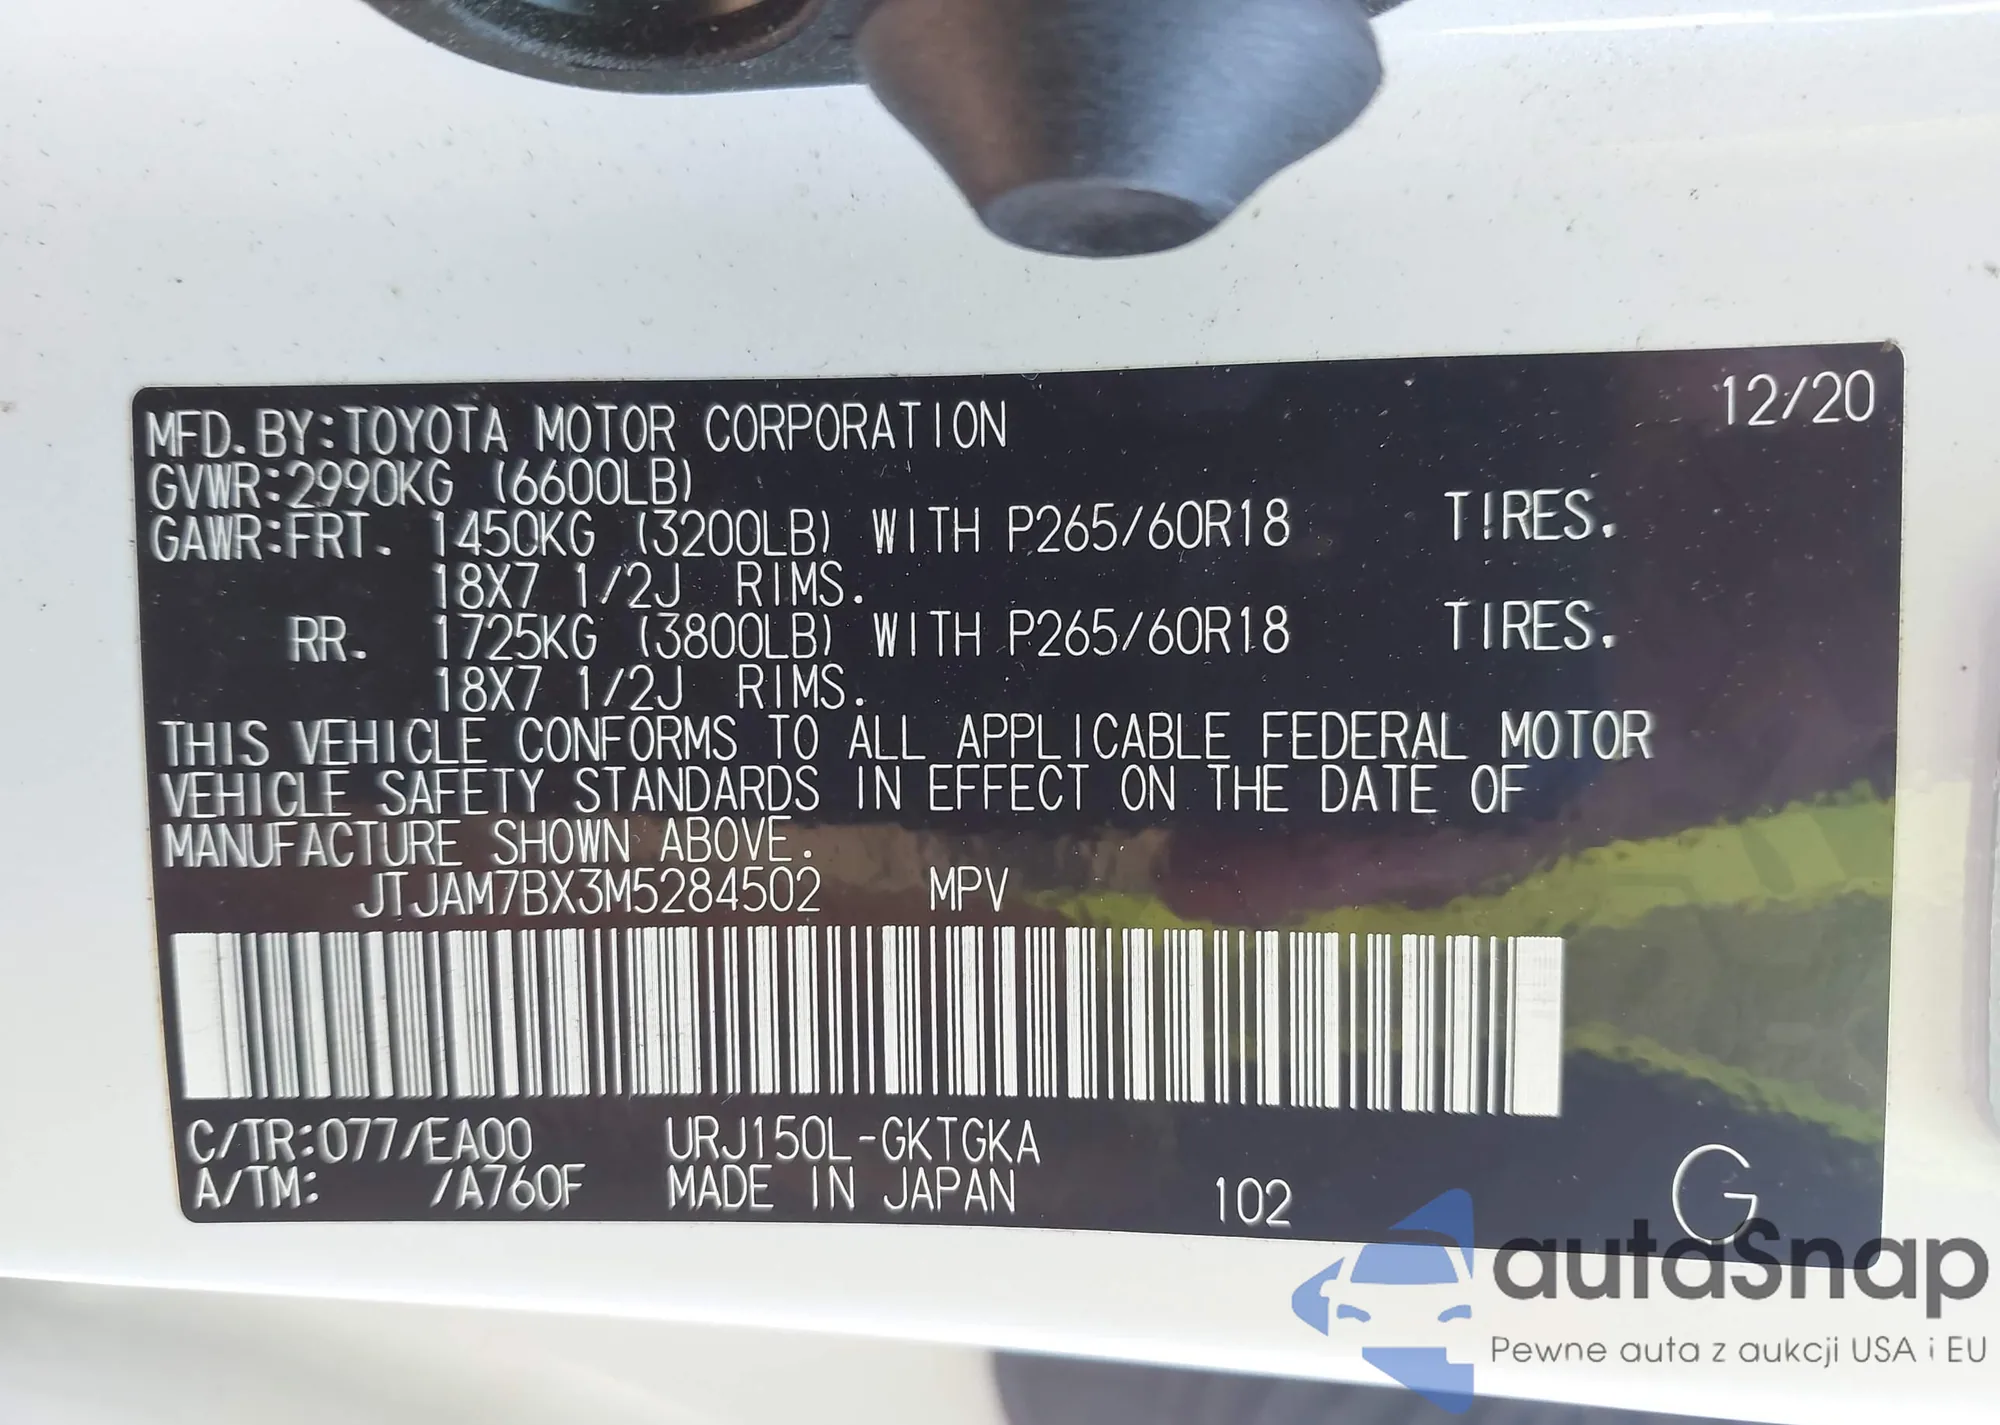 12/20
MFD.BY:TOYOTA MOTOR CORPORATION
GVWR:2990KG (6600LB)
GAWR:FRT. 1450KG (3200LB) WITH P265/60R18 TIRES.
18X7 1/2J RIMS.
RR. 1725KG (3800LB) WITH P265/60R18 TIRES.
18X7 1/2J RIMS.
THIS VEHICLE CONFORMS TO ALL APPLICABLE FEDERAL MOTOR
VEHICLE SAFETY STANDARDS IN EFFECT ON THE DATE OF
MANUFACTURE SHOWN ABOVE.
JTJAM7BX3M5284502 MPV
C/TR:077/EA00 URJ150L-GKTGKA
A/TM: /A760F MADE IN JAPAN 102 G
autaSnap
Pewne auta z aukcji USA i EU